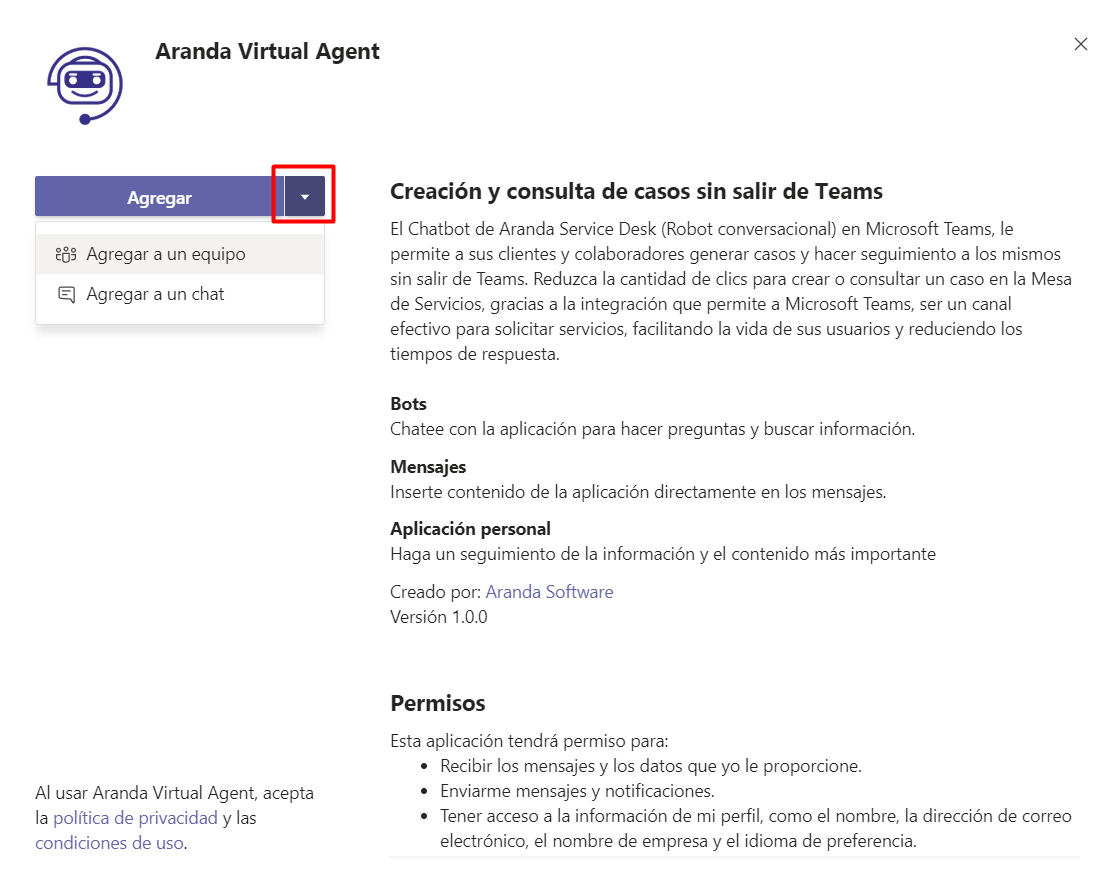 Aranda Virtual Agent
Agregar
Agregar a un equipo
Agregar a un chat
Creación y consulta de casos sin salir de Teams
El Chatbot de Aranda Service Desk (Robot conversacional) en Microsoft Teams, le
permite a sus clientes y colaboradores generar casos y hacer seguimiento a los mismos
sin salir de Teams. Reduzca la cantidad de clics para crear o consultar un caso en la Mesa
de Servicios, gracias a la integración que permite a Microsoft Teams, ser un canal
efectivo para solicitar servicios, facilitando la vida de sus usuarios y reduciendo los
tiempos de respuesta.
Bots
Chatee con la aplicación para hacer preguntas y buscar información.
Mensajes
Inserte contenido de la aplicación directamente en los mensajes.
Aplicación personal
Haga un seguimiento de la información y el contenido más importante
Creado por: Aranda Software
Versión 1.0.0
Permisos
Esta aplicación tendrá permiso para:
• Recibir los mensajes y los datos que yo le proporcione.
• Enviarme mensajes y notificaciones.
• Tener acceso a la información de mi perfil, como el nombre, la dirección de correo
electrónico, el nombre de empresa y el idioma de preferencia.
Al usar Aranda Virtual Agent, acepta
la política de privacidad y las
condiciones de uso.